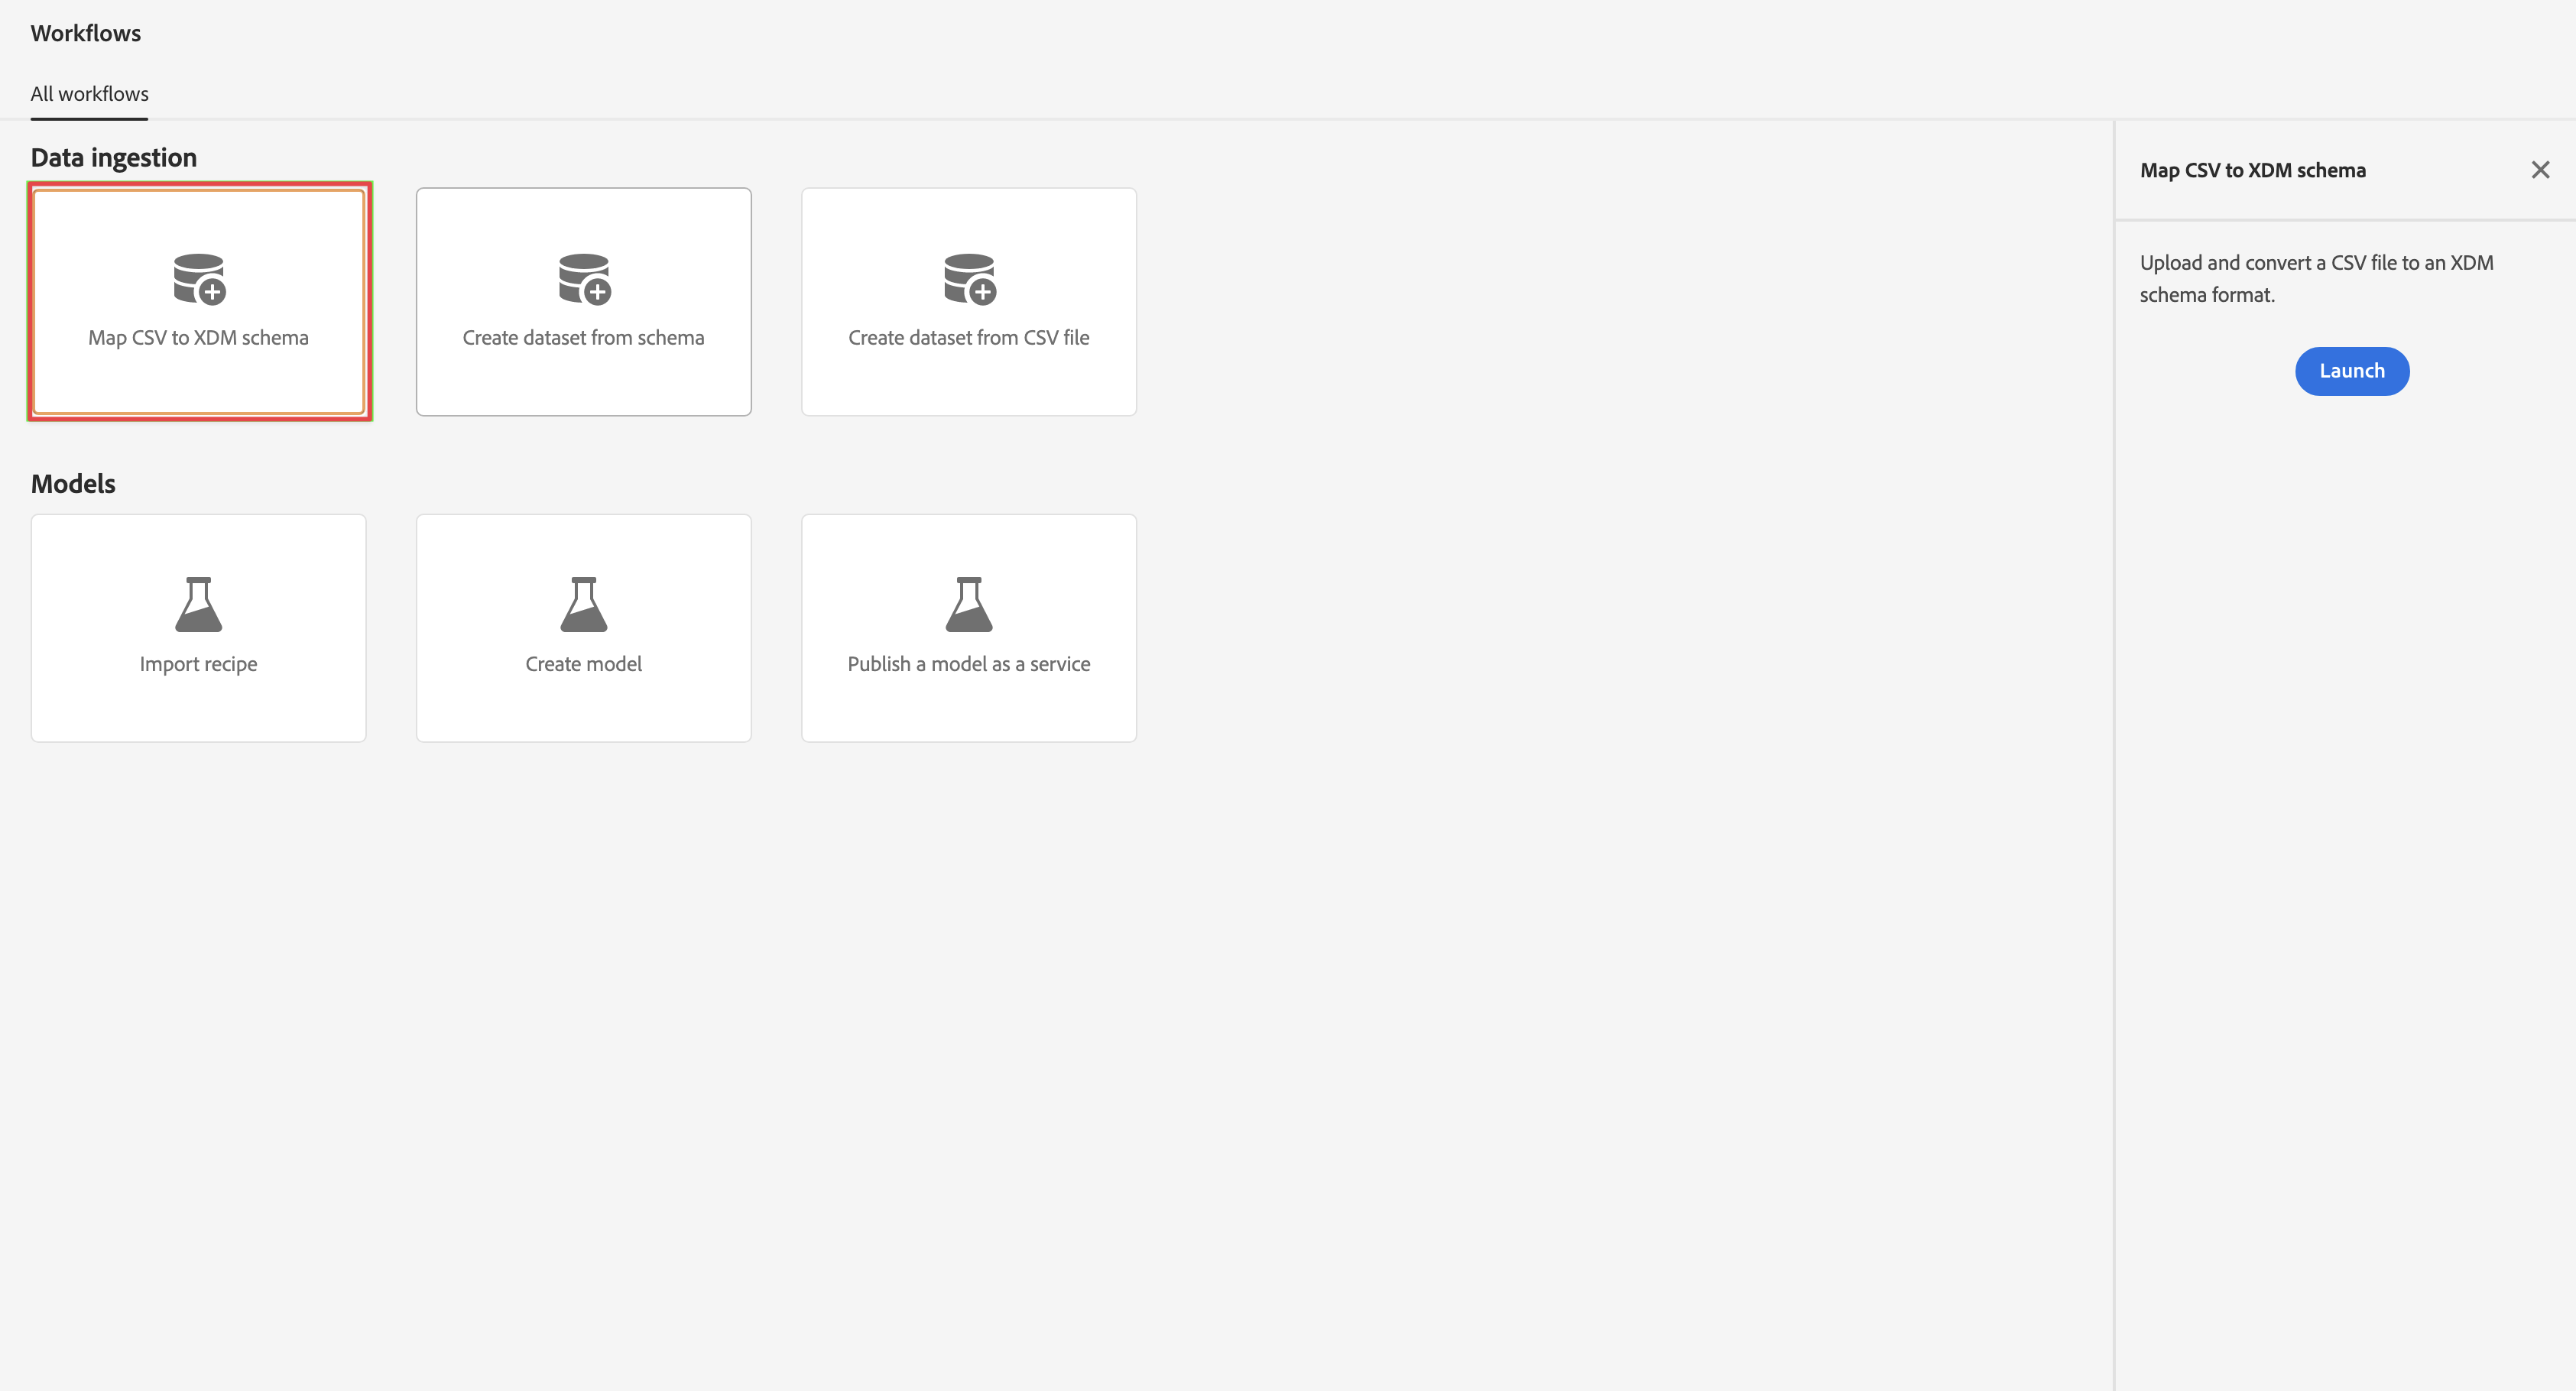 Workflows
All workflows
Data ingestion
Map CSV to XDM schema
Create dataset from schema
Create dataset from CSV file
Models
Import recipe
Create model
Publish a model as a service
Map CSV to XDM schema
Upload and convert a CSV file to an XDM
schema format.
Launch